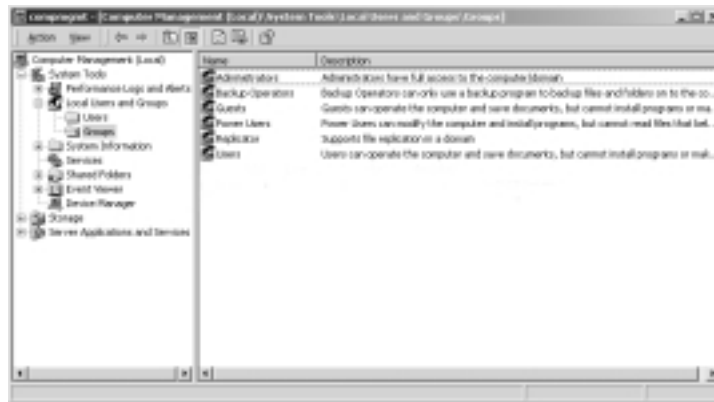 compmgmt - [Computer Management (Local)\System Tools\Local Users and Groups\Groups]
Action View
Computer Management (Local)
System Tools
Performance Logs and Alerts
Local Users and Groups
Users
Groups
System Information
Services
Shared Folders
Event Viewer
Device Manager
Storage
Server Applications and Services
Name Description
Administrators Administrators have full access to the computer/domain
Backup Operators Backup Operators can only use a backup program to backup files and folders on to the co...
Guests Guests can operate the computer and save documents, but cannot install programs or ma...
Power Users Power Users can modify the computer and install programs, but cannot read files that bel...
Replicator Supports file replication in a domain
Users Users can operate the computer and save documents, but cannot install programs or mak...